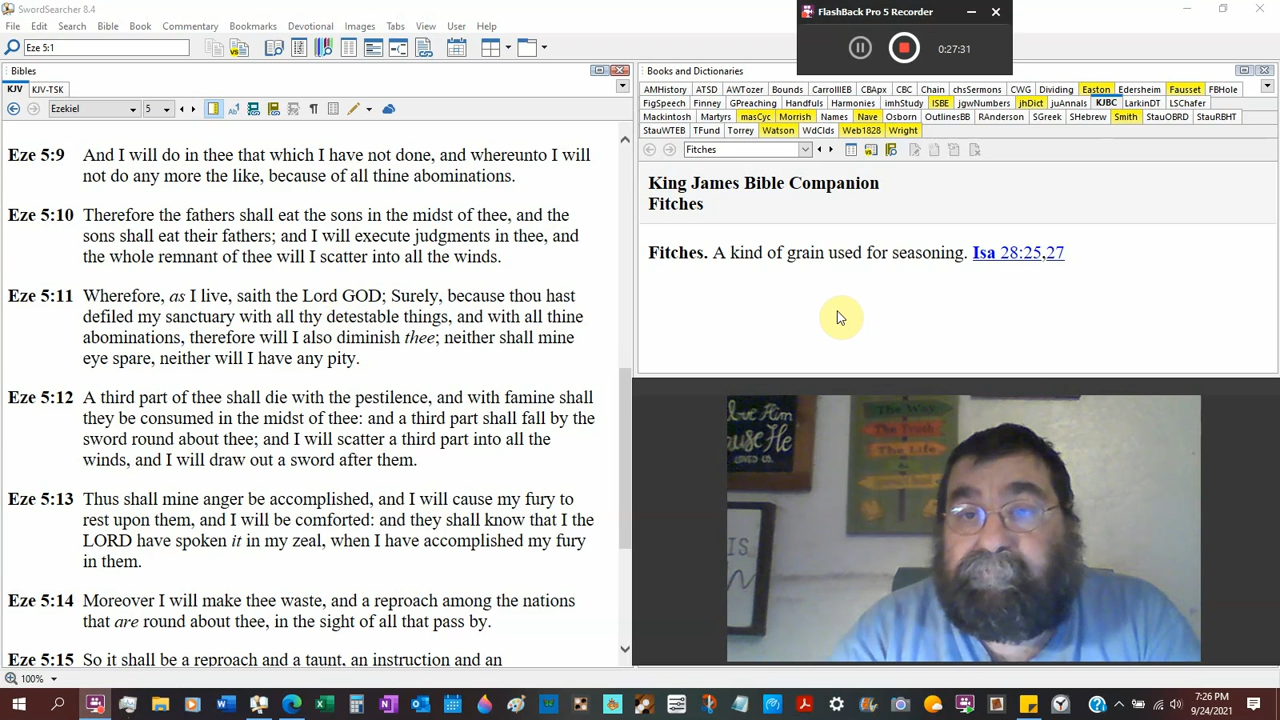 SwordSearcher 8.4
File Edit Search Bible Book Commentary Bookmarks Devotional Images Tabs View User Help
Eze 5:1
FlashBack Pro 5 Recorder
0:27:31
Bibles
KJV KJV-TSK
Ezekiel 5
Eze 5:9 And I will do in thee that which I have not done, and whereunto I will
not do any more the like, because of all thine abominations.
Eze 5:10 Therefore the fathers shall eat the sons in the midst of thee, and the
sons shall eat their fathers; and I will execute judgments in thee, and
the whole remnant of thee will I scatter into all the winds.
Eze 5:11 Wherefore, as I live, saith the Lord GOD; Surely, because thou hast
defiled my sanctuary with all thy detestable things, and with all thine
abominations, therefore will I also diminish thee; neither shall mine
eye spare, neither will I have any pity.
Eze 5:12 A third part of thee shall die with the pestilence, and with famine shall
they be consumed in the midst of thee: and a third part shall fall by the
sword round about thee; and I will scatter a third part into all the
winds, and I will draw out a sword after them.
Eze 5:13 Thus shall mine anger be accomplished, and I will cause my fury to
rest upon them, and I will be comforted: and they shall know that I the
LORD have spoken it in my zeal, when I have accomplished my fury
in them.
Eze 5:14 Moreover I will make thee waste, and a reproach among the nations
that are round about thee, in the sight of all that pass by.
Eze 5:15 So it shall be a reproach and a taunt, an instruction and an
100%
Books and Dictionaries
AMHistory ATSD AWTozer Bounds CarrollEIB CBApx CBC Chain chsSermons CWG Dividing Easton Edersheim Fausset FBHole
FigSpeech Finney GPreaching Handfuls Harmonies imhStudy ISBE jgwNumbers jhDict juAnnals KJBC LarkinDT LSChafer
Mackintosh Martyrs masCyc Morrish Names Nave Osborn OutlinesBB RAnderson SGreek SHebrew Smith StauOBRD StauRBHT
StauWTEB TFund Torrey Watson WdClds Web1828 Wright
Fitches
King James Bible Companion
Fitches
Fitches. A kind of grain used for seasoning. Isa 28:25,27
love Him
cause He
LOVED US.
The Way
The Truth
The Life
IS
7:26 PM
9/24/2021